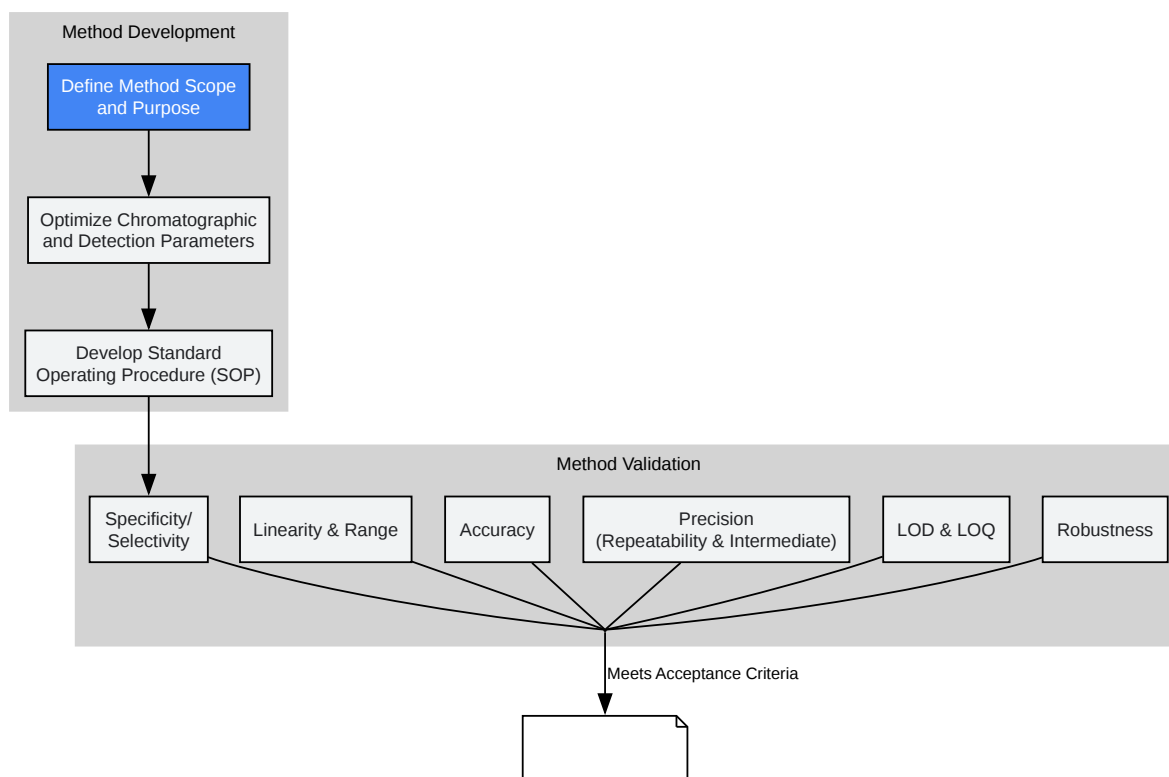 Method Development
Define Method Scope
and Purpose
Optimize Chromatographic
and Detection Parameters
Develop Standard
Operating Procedure (SOP)
Method Validation
Specificity/
Selectivity
Linearity & Range
Accuracy
Precision
(Repeatability & Intermediate)
LOD & LOQ
Robustness
Meets Acceptance Criteria